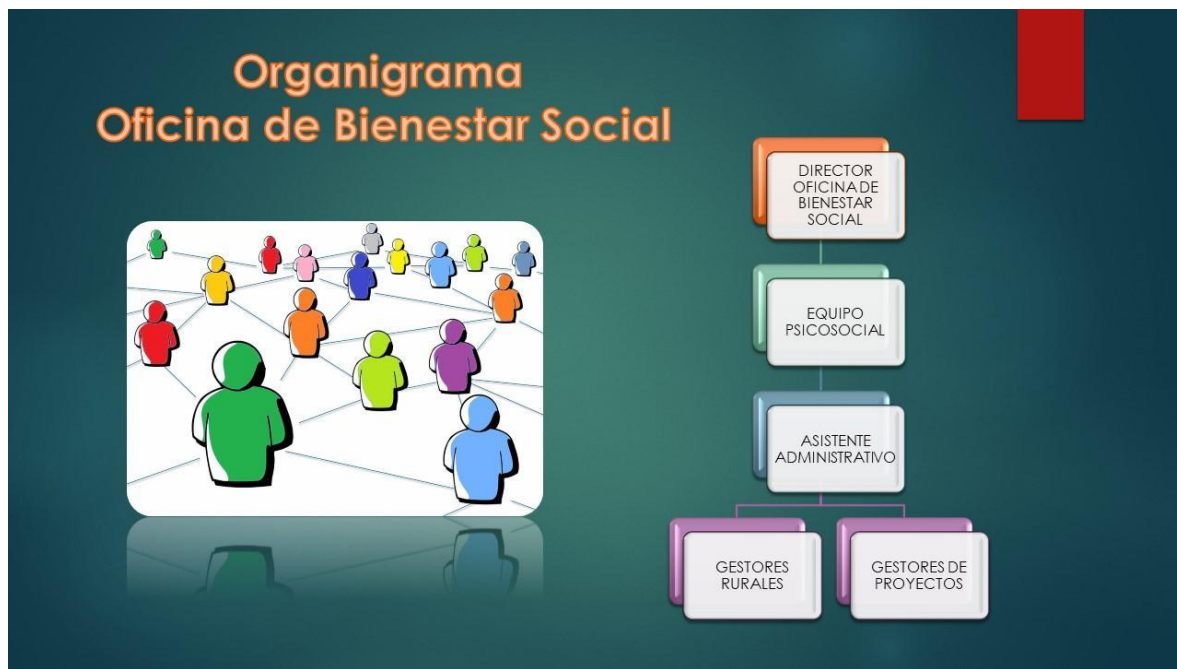 Organigrama
Oficina de Bienestar Social
DIRECTOR
OFICINA DE
BIENESTAR
SOCIAL
EQUIPO
PSICOSOCIAL
ASISTENTE
ADMINISTRATIVO
GESTORES
RURALES
GESTORES DE
PROYECTOS